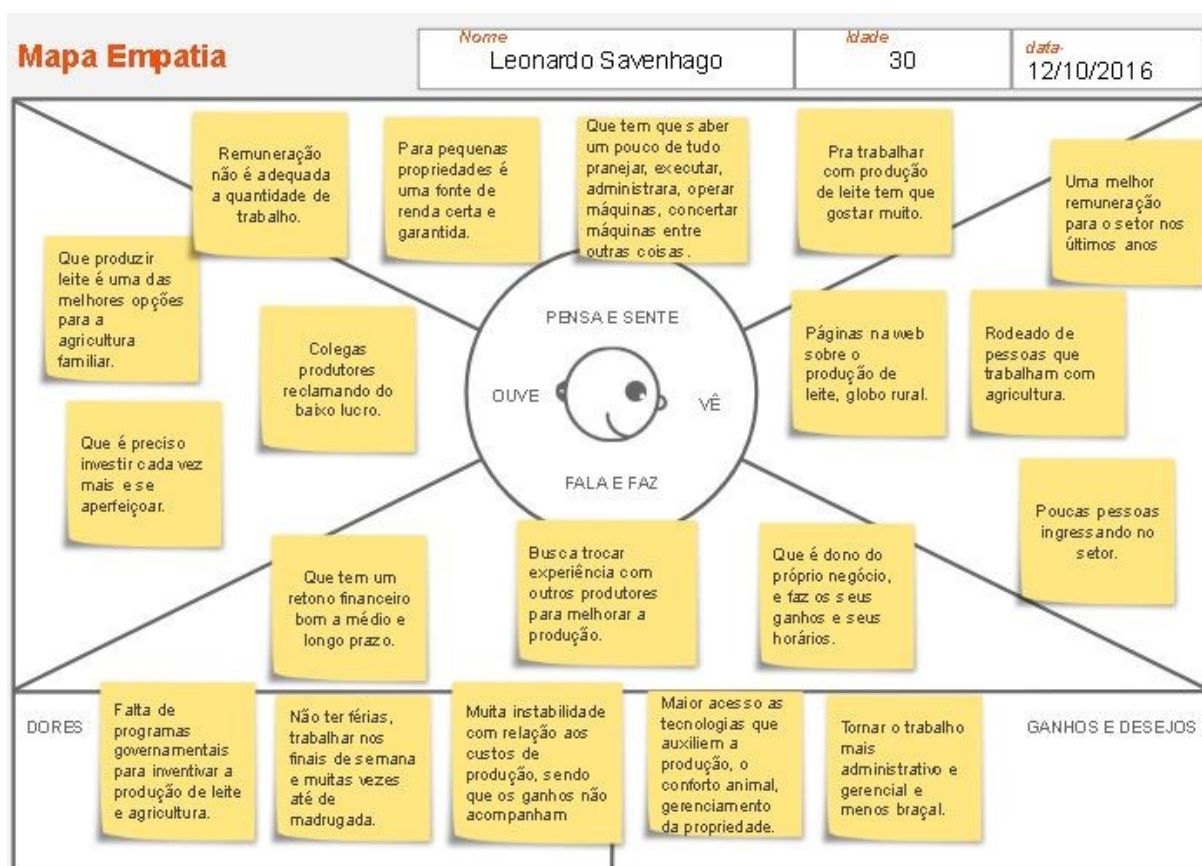 Mapa Empatia
Nome
Leonardo Savenhago
Idade
30
data
12/10/2016
Remuneração
não é adequada
a quantidade de
trabalho.
Para pequenas
propriedades é
uma fonte de
renda certa e
garantida.
Que tem que saber
um pouco de tudo
pranejar, executar,
administrara, operar
máquinas, concertar
máquinas entre
outras coisas.
Pra trabalhar
com produção
de leite tem que
gostar muito.
Uma melhor
remuneração
para o setor nos
últimos anos
Que produzir
leite é uma das
melhores opções
para a
agricultura
familiar.
Colegas
produtores
reclamando do
baixo lucro.
Que é preciso
investir cada vez
mais e se
aperfeiçoar.
PENSA E SENTE
OUVE
VÊ
FALA E FAZ
Páginas na web
sobre o
produção de
leite, globo rural.
Rodeado de
pessoas que
trabalham com
agricultura.
Poucas pessoas
ingressando no
setor.
Que tem um
retono financeiro
bom a médio e
longo prazo.
Busca trocar
experiência com
outros produtores
para melhorar a
produção.
Que é dono do
próprio negócio,
e faz os seus
ganhos e seus
horários.
DORES
Falta de
programas
governamentais
para inventivar a
produção de leite
e agricultura.
Não ter férias,
trabalhar nos
finais de semana
e muitas vezes
até de
madrugada.
Muita instabilidade
com relação aos
custos de
produção, sendo
que os ganhos não
acompanham
Maior acesso as
tecnologias que
auxiliem a
produção, o
conforto animal,
gerenciamento
da propriedade.
Tornar o trabalho
mais
administrativo e
gerencial e
menos braçal.
GANHOS E DESEJOS